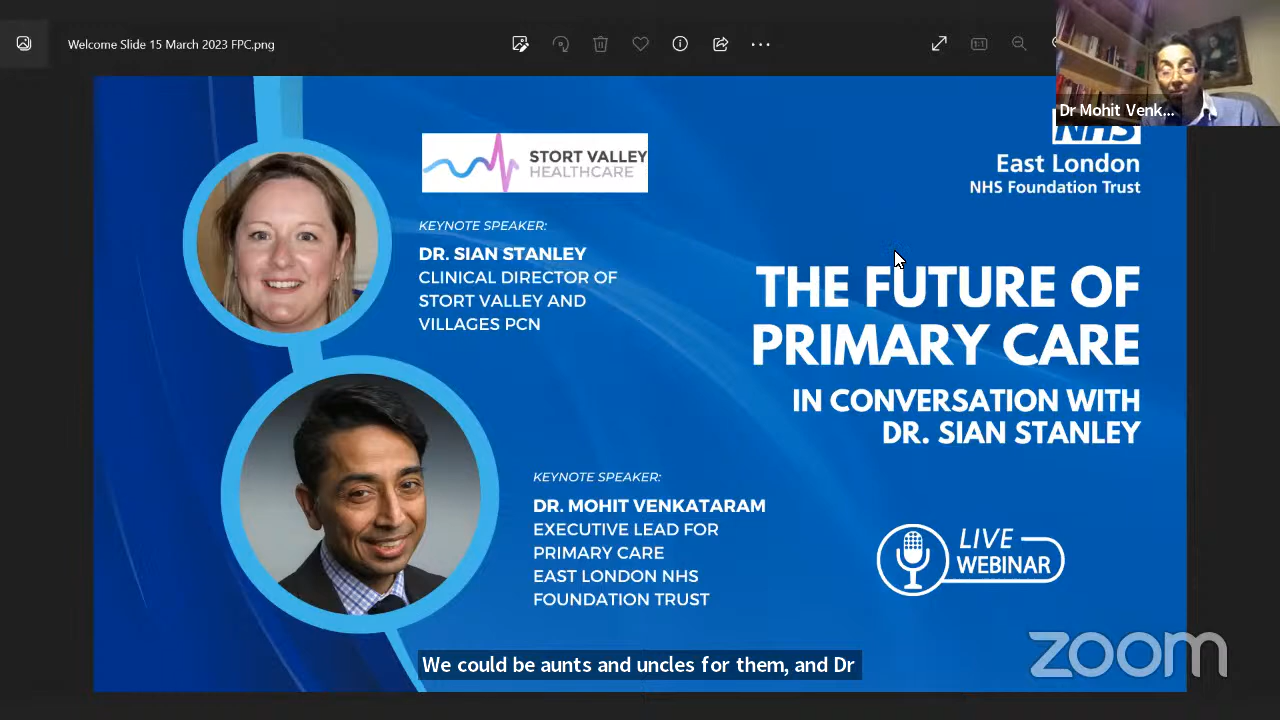 Welcome Slide 15 March 2023 FPC.png
1:1
Dr Mohit Venk...
STORT VALLEY
HEALTHCARE
NHS
East London
NHS Foundation Trust
KEYNOTE SPEAKER:
DR. SIAN STANLEY
CLINICAL DIRECTOR OF
STORT VALLEY AND
VILLAGES PCN
THE FUTURE OF
PRIMARY CARE
IN CONVERSATION WITH
DR. SIAN STANLEY
KEYNOTE SPEAKER:
DR. MOHIT VENKATARAM
EXECUTIVE LEAD FOR
PRIMARY CARE
EAST LONDON NHS
FOUNDATION TRUST
LIVE
WEBINAR
We could be aunts and uncles for them, and Dr
zoom